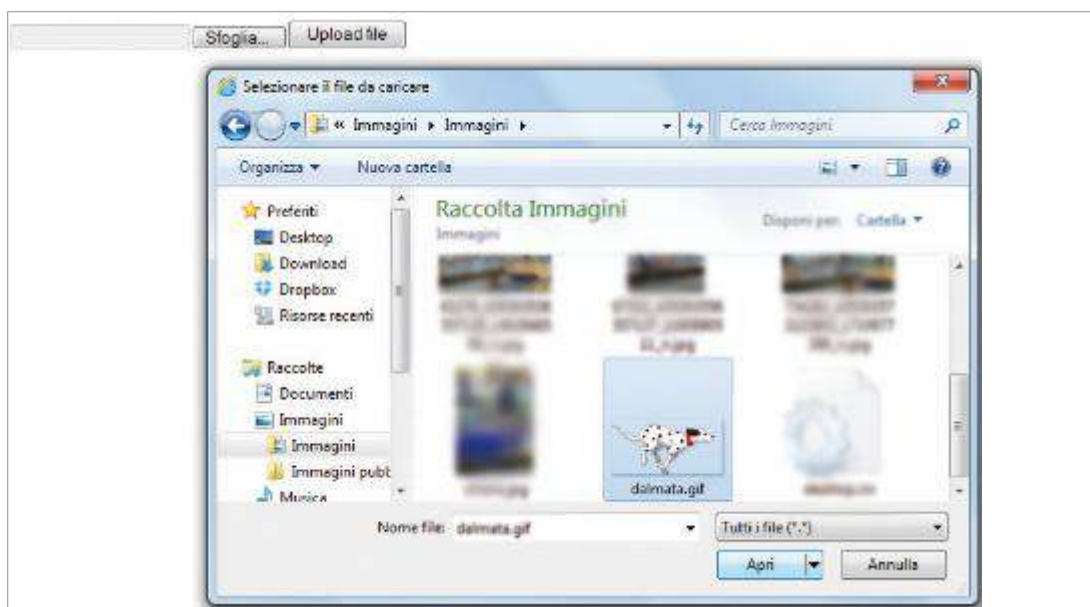 Sfoglia... Upload file
Selezionare il file da caricare
« Immagini Immagini Cerca Immagini
Organizza Nuova cartella
Preferiti
Desktop
Download
Dropbox
Risorse recenti
Raccolte
Documenti
Immagini
Immagini
Immagini pubb
Musica
Raccolta Immagini
Immagini
Disponi per: Cartella
dalmata.gif
Nome file: dalmata.gif Tutti i file (*.*)
Apri Annulla